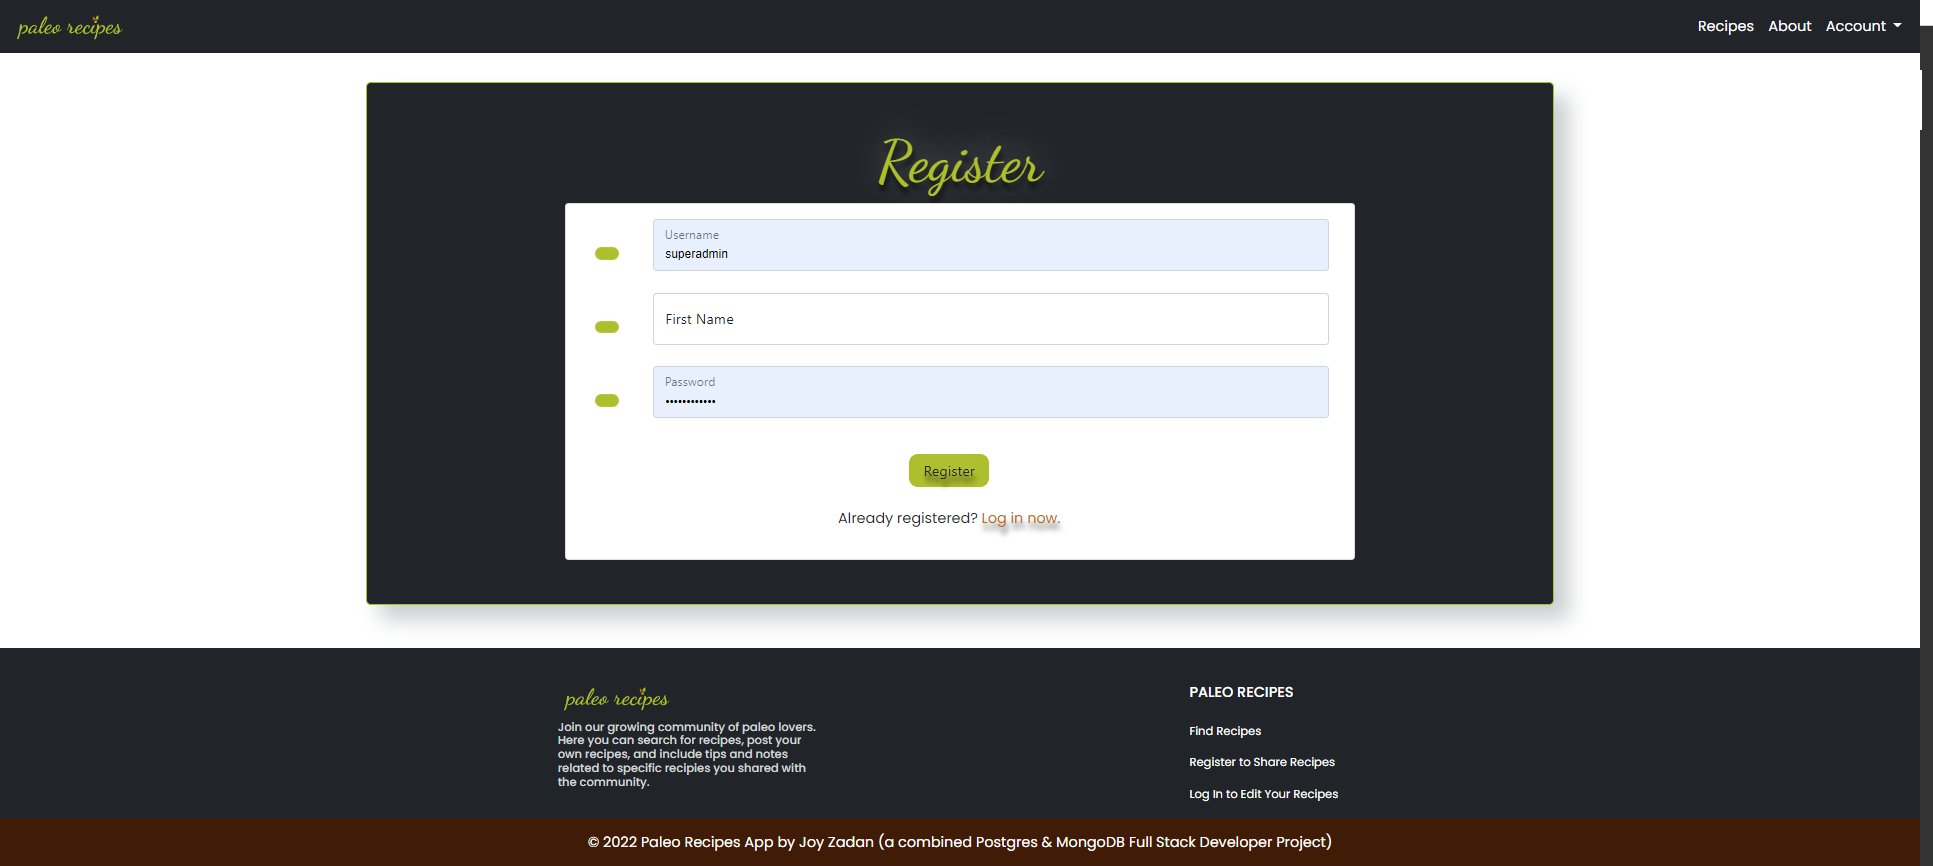 paleo recipes
Recipes
About
Account
Register
Username
superadmin
First Name
Password
••••••••••••
Register
Already registered? Log in now.
paleo recipes
Join our growing community of paleo lovers.
Here you can search for recipes, post your
own recipes, and include tips and notes
related to specific recipies you shared with
the community.
PALEO RECIPES
Find Recipes
Register to Share Recipes
Log In to Edit Your Recipes
© 2022 Paleo Recipes App by Joy Zadan (a combined Postgres & MongoDB Full Stack Developer Project)